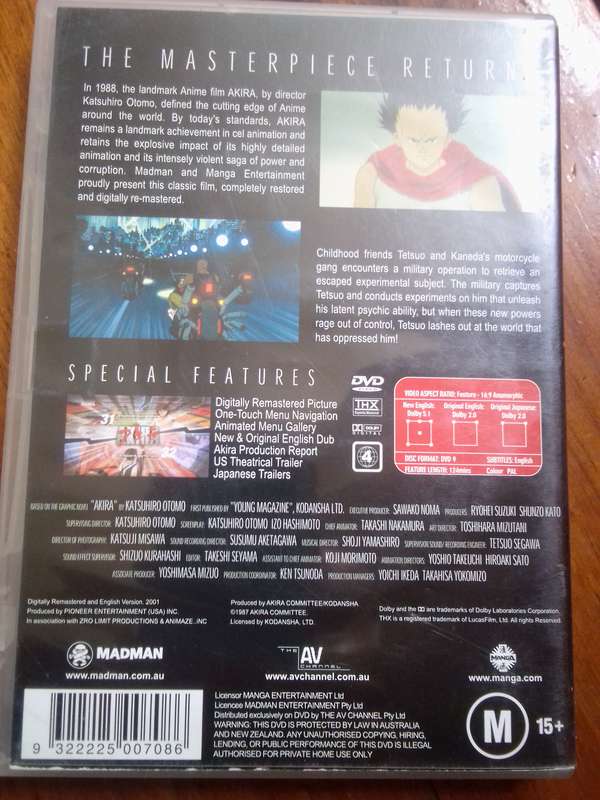 THE MASTERPIECE RETURN
In 1988, the landmark Anime film AKIRA, by director
Katsuhiro Otomo, defined the cutting edge of Anime
around the world. By today's standards, AKIRA
remains a landmark achievement in cel animation and
retains the explosive impact of its highly detailed
animation and its intensely violent saga of power and
corruption. Madman and Manga Entertainment
proudly present this classic film, completely restored
and digitally re-mastered.
Childhood friends Tetsuo and Kaneda's motorcycle
gang encounters a military operation to retrieve an
escaped experimental subject. The military captures
Tetsuo and conducts experiments on him that unleash
his latent psychic ability, but when these new powers
rage out of control, Tetsuo lashes out at the world that
has oppressed him!
SPECIAL FEATURES
31
32
Digitally Remastered Picture
One-Touch Menu Navigation
Animated Menu Gallery
New & Original English Dub
Akira Production Report
US Theatrical Trailer
Japanese Trailers
DVD
THX
DOLBY
DIGITAL
4
VIDEO ASPECT RATIO: Feature - 16:9 Anamorphic
New English: Dolby 5.1
Original English: Dolby 2.0
Original Japanese: Dolby 2.0
DISC FORMAT: DVD 9 SUBTITLES: English
FEATURE LENGTH: 124mins Colour PAL
BASED ON THE GRAPHIC NOVEL "AKIRA" BY KATSUHIRO OTOMO FIRST PUBLISHED BY "YOUNG MAGAZINE", KODANSHA LTD. EXECUTIVE PRODUCER: SAWAKO NOMA PRODUCERS: RYOHEI SUZUKI SHUNZO KATO
SUPERVISING DIRECTOR: KATSUHIRO OTOMO SCREENPLAY: KATSUHIRO OTOMO IZO HASHIMOTO CHIEF ANIMATOR: TAKASHI NAKAMURA ART DIRECTOR: TOSHIHARA MIZUTANI
DIRECTOR OF PHOTOGRAPHY: KATSUJI MISAWA SOUND RECORDING DIRECTOR: SUSUMU AKETAGAWA MUSICAL DIRECTOR: SHOJI YAMASHIRO SUPERVISION SOUND/ RECORDING ENGINEER: TETSUO SEGAWA
SOUND EFFECT SUPERVISOR: SHIZUO KURAHASHI EDITOR: TAKESHI SEYAMA ASSISTANT TO CHIEF ANIMATOR: KOJI MORIMOTO ANIMATION DIRECTORS: YOSHIO TAKEUCHI HIROAKI SATO
ASSOCIATE PRODUCER: YOSHIMASA MIZUO PRODUCTION COORDINATOR: KEN TSUNODA PRODUCTION MANAGERS: YOICHI IKEDA TAKAHISA YOKOMIZO
Digitally Remastered and English Version. 2001
Produced by PIONEER ENTERTAINMENT (USA) INC.
In association with ZRO LIMIT PRODUCTIONS & ANIMAZE .INC
Produced by AKIRA COMMITTEE/KODANSHA
©1987 AKIRA COMMITTEE.
Licensed by KODANSHA, LTD.
Dolby and the DD are trademarks of Dolby Laboratories Corporation.
THX is a registered trademark of LucasFilm, Ltd. All Rights Reserved.
MADMAN
www.madman.com.au
THE AV CHANNEL
www.avchannel.com.au
MANGA
www.manga.com
9 322225 007086
Licensor MANGA ENTERTAINMENT Ltd
Licencee MADMAN ENTERTAINMENT Pty Ltd
Distributed exclusively on DVD by THE AV CHANNEL Pty Ltd
WARNING: THIS DVD IS PROTECTED BY LAW IN AUSTRALIA
AND NEW ZEALAND. ANY UNAUTHORISED COPYING, HIRING,
LENDING, OR PUBLIC PERFORMANCE OF THIS DVD IS ILLEGAL
AUTHORISED FOR PRIVATE HOME USE ONLY
M 15+